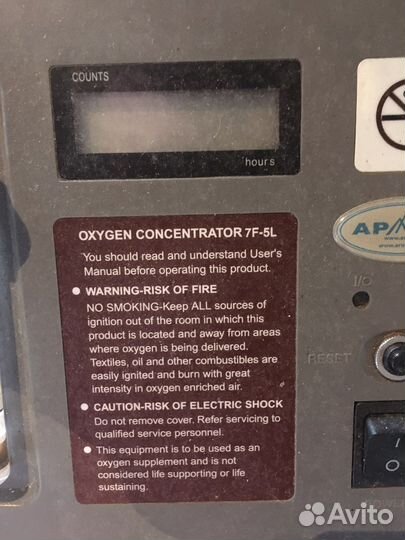 COUNTS
hours
OXYGEN CONCENTRATOR 7F-5L
You should read and understand User's
Manual before operating this product.
● WARNING-RISK OF FIRE
NO SMOKING-Keep ALL sources of
ignition out of the room in which this
product is located and away from areas
where oxygen is being delivered.
Textiles, oil and other combustibles are
easily ignited and burn with great
intensity in oxygen enriched air.
● CAUTION-RISK OF ELECTRIC SHOCK
Do not remove cover. Refer servicing to
qualified service personnel.
● This equipment is to be used as an
oxygen supplement and is not
considered life supporting or life
sustaining.
I/O
RESET
I
O
Avito